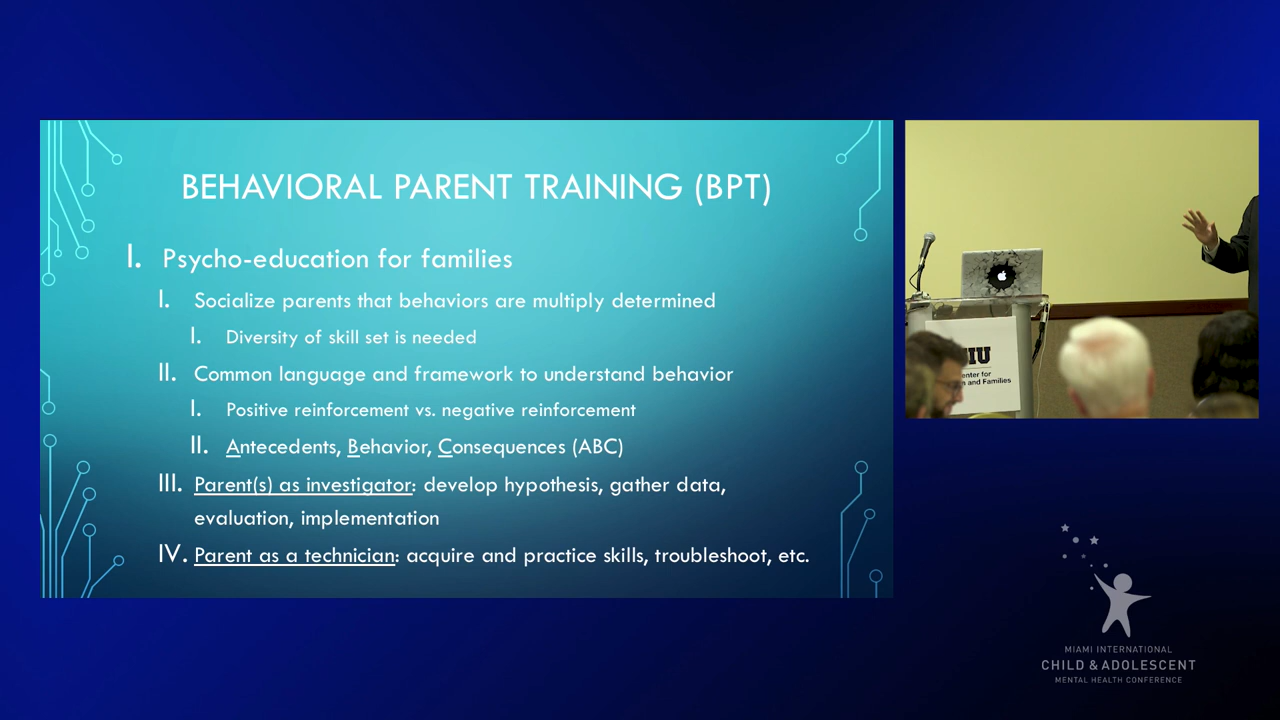 BEHAVIORAL PARENT TRAINING (BPT)
I. Psycho-education for families
I. Socialize parents that behaviors are multiply determined
I. Diversity of skill set is needed
II. Common language and framework to understand behavior
I. Positive reinforcement vs. negative reinforcement
II. Antecedents, Behavior, Consequences (ABC)
III. Parent(s) as investigator: develop hypothesis, gather data,
evaluation, implementation
IV. Parent as a technician: acquire and practice skills, troubleshoot, etc.
and Families
MIAMI INTERNATIONAL
CHILD & ADOLESCENT
MENTAL HEALTH CONFERENCE